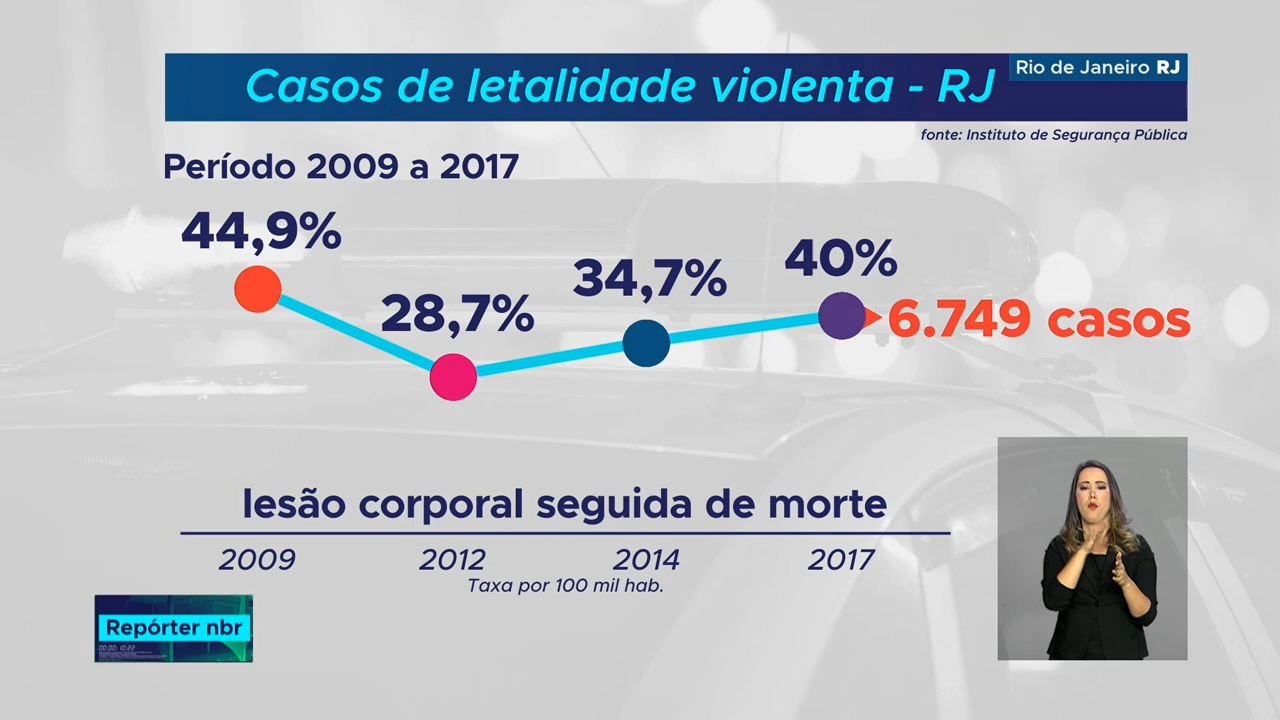 Casos de letalidade violenta - RJ
Rio de Janeiro RJ
fonte: Instituto de Segurança Pública
Período 2009 a 2017
44,9%
28,7%
34,7%
40%
6.749 casos
lesão corporal seguida de morte
2009 2012 2014 2017
Taxa por 100 mil hab.
Repórter nbr